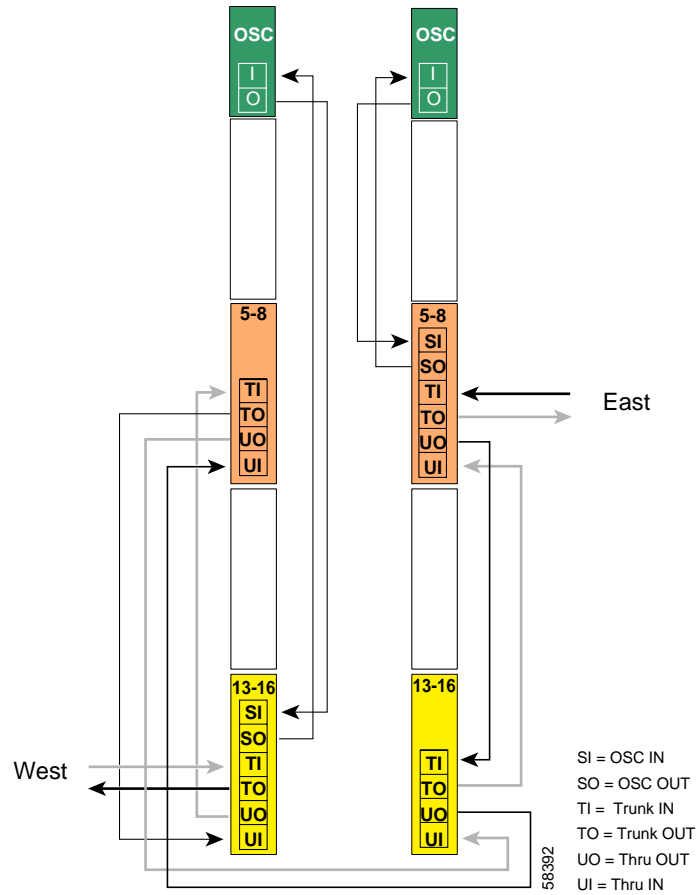 OSC
I
O
OSC
I
O
5-8
TI
TO
UO
UI
5-8
SI
SO
TI
TO
UO
UI
East
13-16
SI
SO
TI
TO
UO
UI
West
13-16
TI
TO
UO
UI
SI = OSC IN
SO = OSC OUT
TI = Trunk IN
TO = Trunk OUT
UO = Thru OUT
UI = Thru IN
58392